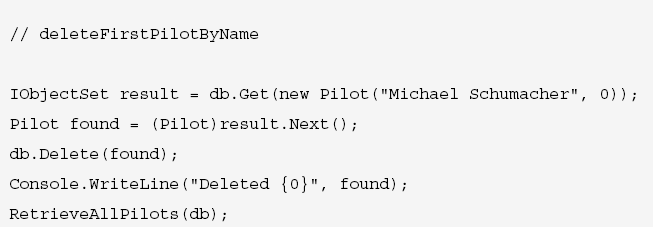 // deleteFirstPilotByName
IObjectSet result = db.Get(new Pilot("Michael Schumacher", 0));
Pilot found = (Pilot)result.Next();
db.Delete(found);
Console.WriteLine("Deleted {0}", found);
RetrieveAllPilots(db);